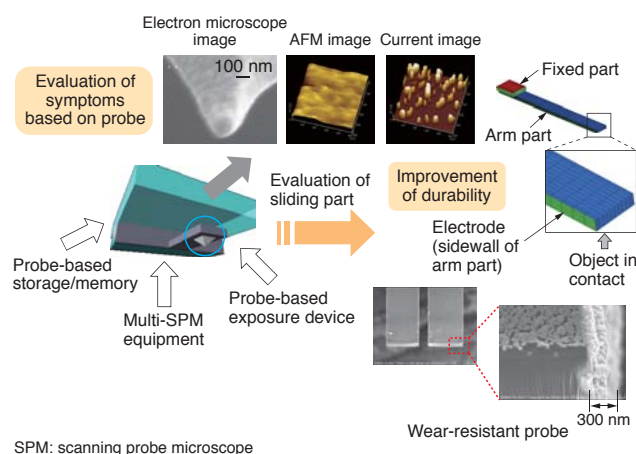 Electron microscope
image
100 nm
AFM image
Current image
Evaluation of
symptoms
based on probe
Fixed part
Arm part
Evaluation of
sliding part
Improvement
of durability
Electrode
(sidewall of
arm part)
Object in
contact
Probe-based
storage/memory
Multi-SPM
equipment
Probe-based
exposure device
300 nm
Wear-resistant probe
SPM: scanning probe microscope